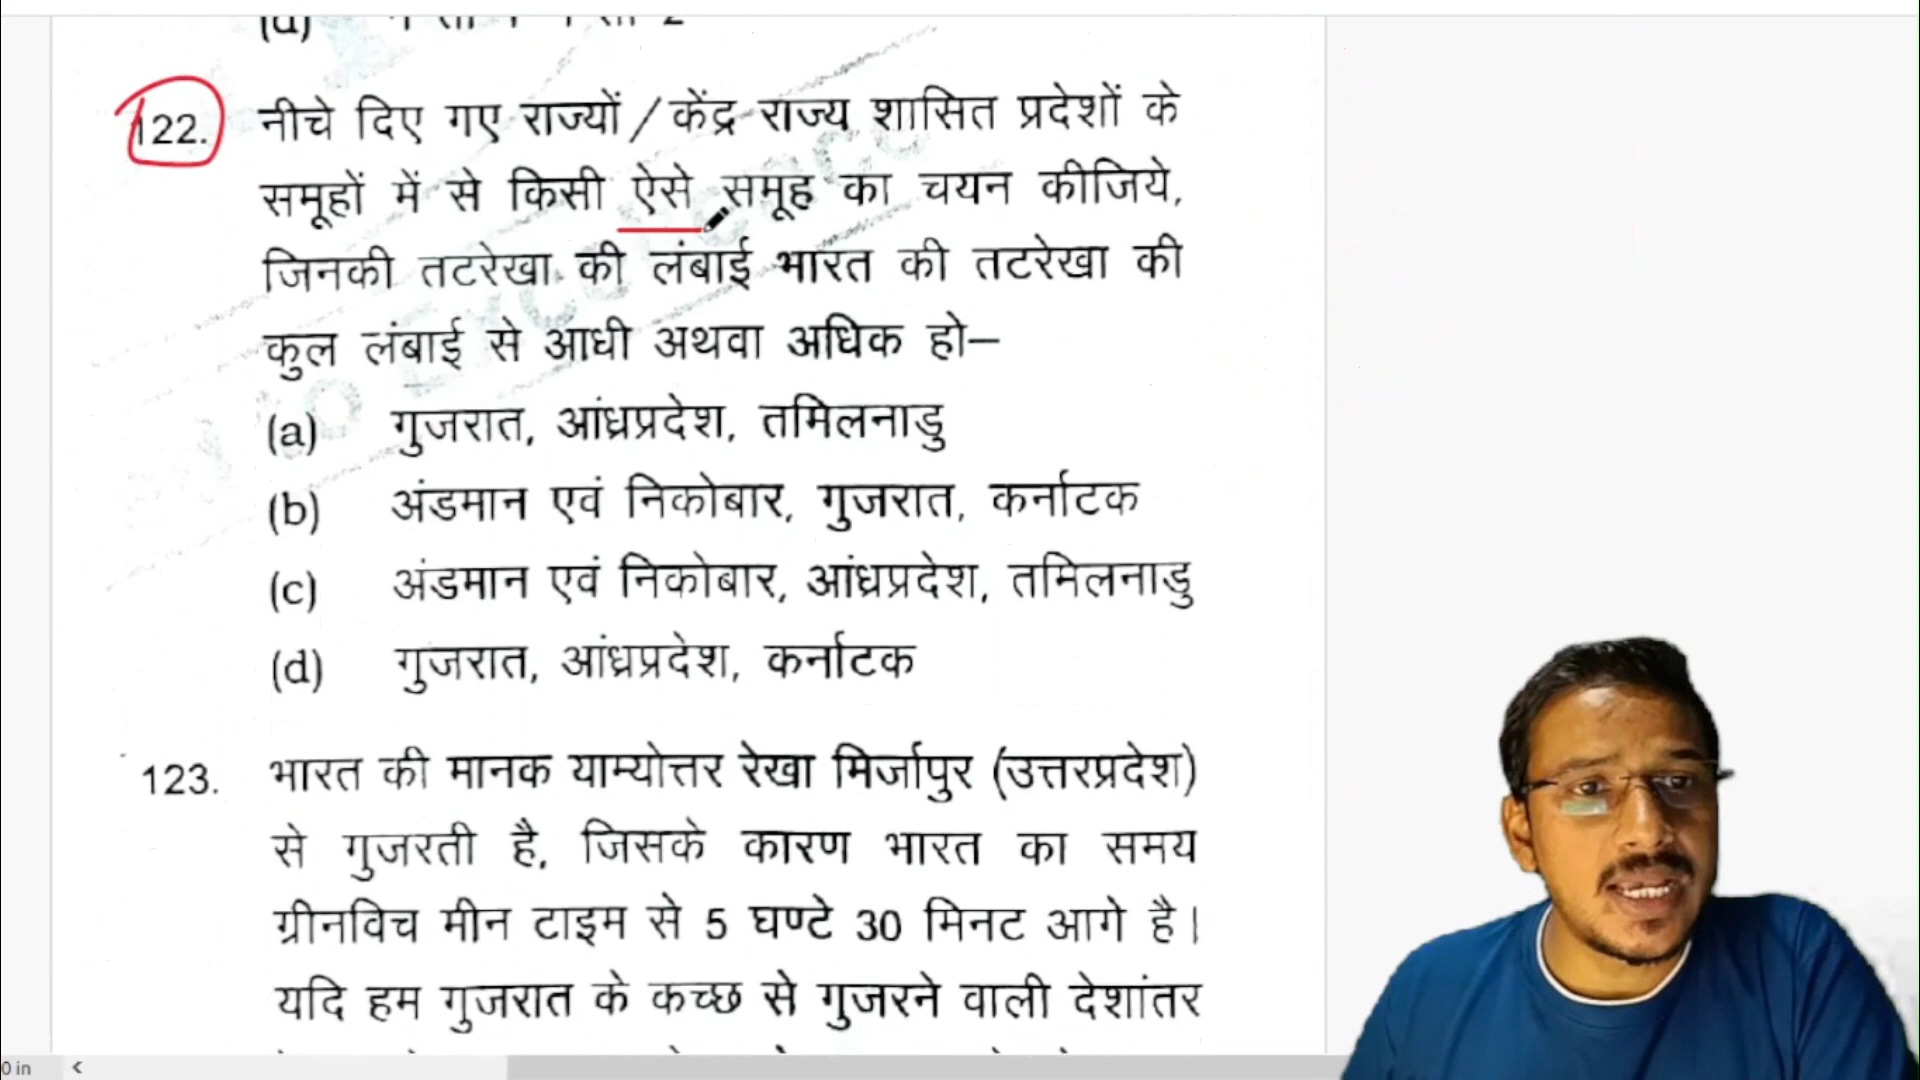 (d)
122. नीचे दिए गए राज्यों / केंद्र राज्य शासित प्रदेशों के
समूहों में से किसी ऐसे समूह का चयन कीजिये,
जिनकी तटरेखा की लंबाई भारत की तटरेखा की
कुल लंबाई से आधी अथवा अधिक हो–
(a) गुजरात, आंध्रप्रदेश, तमिलनाडु
(b) अंडमान एवं निकोबार, गुजरात, कर्नाटक
(c) अंडमान एवं निकोबार, आंध्रप्रदेश, तमिलनाडु
(d) गुजरात, आंध्रप्रदेश, कर्नाटक
123. भारत की मानक याम्योत्तर रेखा मिर्जापुर (उत्तरप्रदेश)
से गुजरती है, जिसके कारण भारत का समय
ग्रीनविच मीन टाइम से 5 घण्टे 30 मिनट आगे है।
यदि हम गुजरात के कच्छ से गुजरने वाली देशांतर
0 in